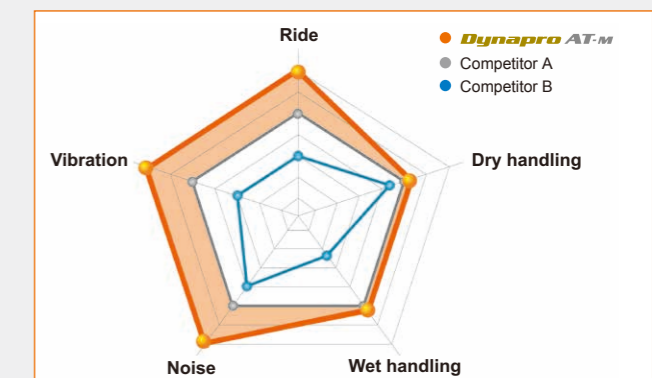 Ride
Dynapro AT-M
Competitor A
Competitor B
Vibration
Dry handling
Noise
Wet handling